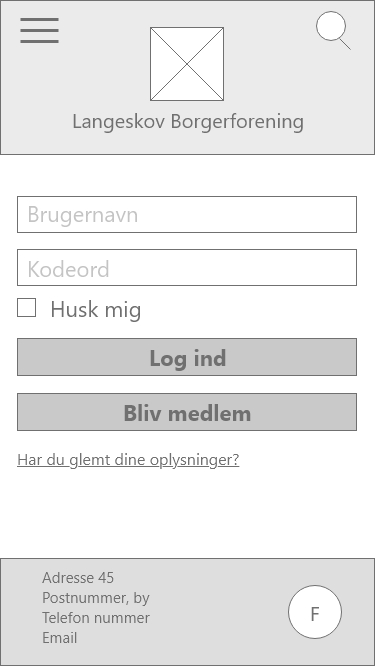 Langeskov Borgerforening
Brugernavn
Kodeord
Husk mig
Log ind
Bliv medlem
Har du glemt dine oplysninger?
Adresse 45
Postnummer, by
Telefon nummer
Email
F